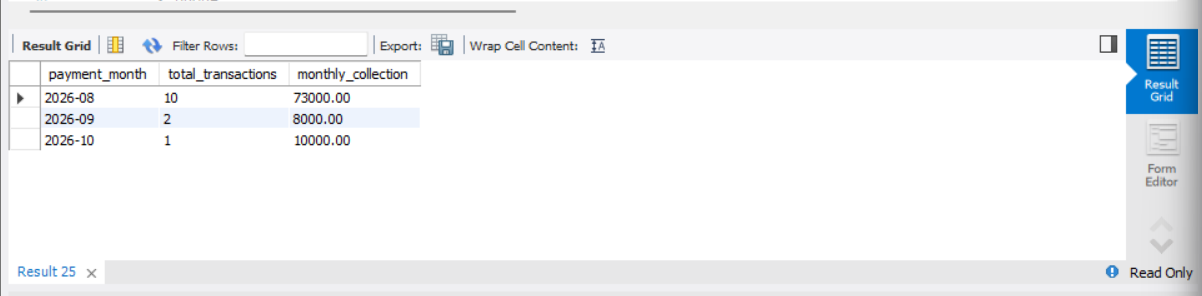 Result Grid Filter Rows: Export: Wrap Cell Content:
payment_month total_transactions monthly_collection
2026-08 10 73000.00
2026-09 2 8000.00
2026-10 1 10000.00
Result
Grid
Form
Editor
Result 25
Read Only